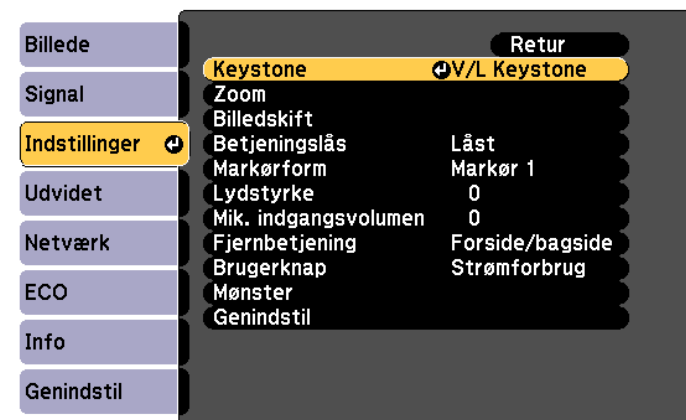 Billede
Signal
Indstillinger
Udvidet
Netværk
ECO
Info
Genindstil
Retur
Keystone V/L Keystone
Zoom
Billedskift
Betjeningslås Låst
Markørform Markør 1
Lydstyrke 0
Mik. indgangsvolumen 0
Fjernbetjening Forside/bagside
Brugerknap Strømforbrug
Mønster
Genindstil